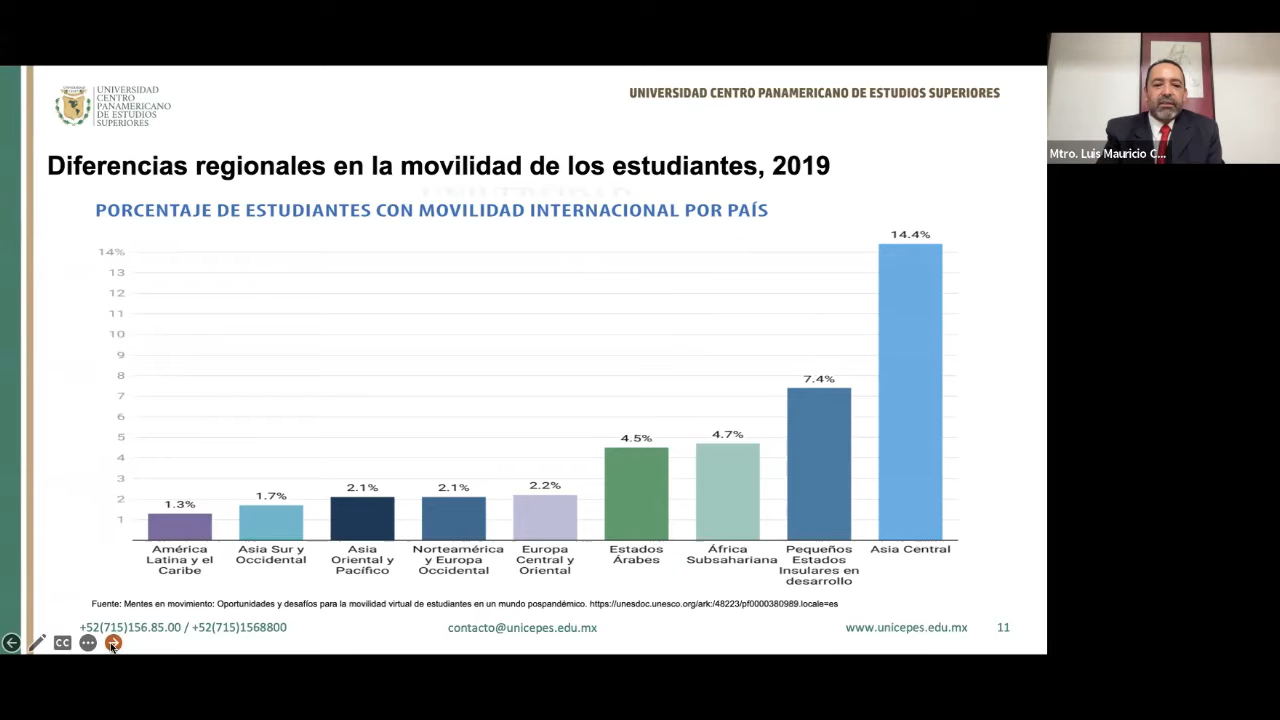 UNIVERSIDAD
CENTRO
PANAMERICANO
DE ESTUDIOS
SUPERIORES
UNIVERSIDAD CENTRO PANAMERICANO DE ESTUDIOS SUPERIORES
Mtro. Luis Mauricio C...
Diferencias regionales en la movilidad de los estudiantes, 2019
PORCENTAJE DE ESTUDIANTES CON MOVILIDAD INTERNACIONAL POR PAÍS
14%
13
12
11
10
9
8
7
6
5
4
3
2
1
1.3%
1.7%
2.1%
2.1%
2.2%
4.5%
4.7%
7.4%
14.4%
América
Latina y el
Caribe
Asia Sur y
Occidental
Asia
Oriental y
Pacífico
Norteamérica
y Europa
Occidental
Europa
Central y
Oriental
Estados
Árabes
África
Subsahariana
Pequeños
Estados
Insulares en
desarrollo
Asia Central
Fuente: Mentes en movimiento: Oportunidades y desafíos para la movilidad virtual de estudiantes en un mundo pospandémico. https://unesdoc.unesco.org/ark:/48223/pf0000380989.locale=es
+52(715)156.85.00 / +52(715)1568800
contacto@unicepes.edu.mx
www.unicepes.edu.mx
11
CC